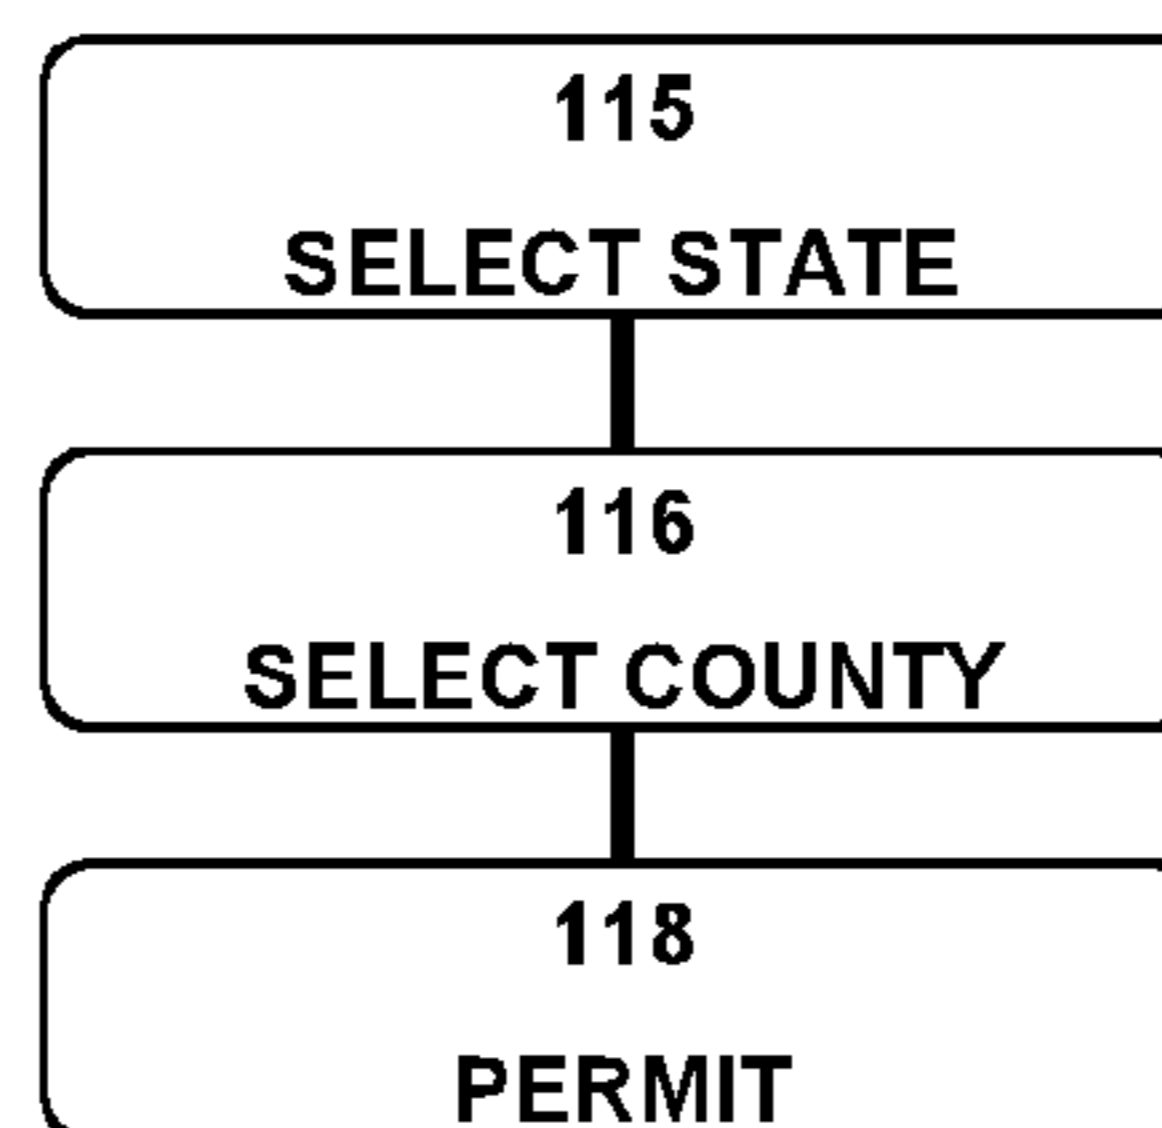 115
SELECT STATE
116
SELECT COUNTY
118
PERMIT